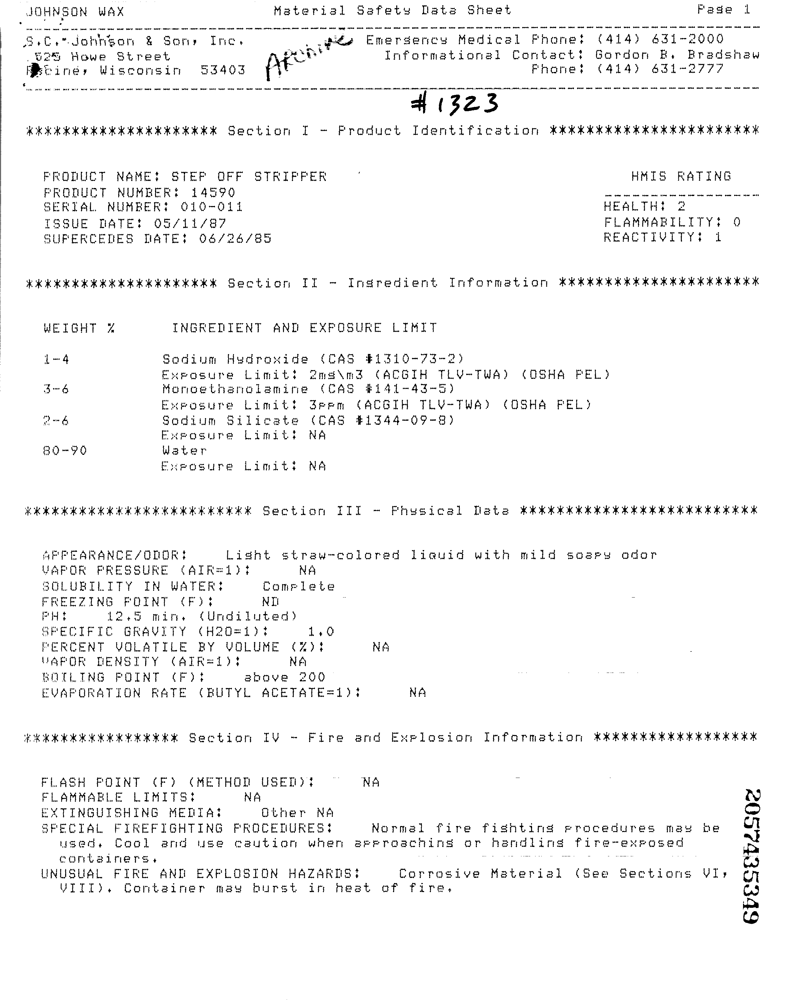 JOHNSON WAX Material Safety Data Sheet Page 1
S.C. Johnson & Son, Inc. Archive Emergency Medical Phone: (414) 631-2000
525 Howe Street Informational Contact: Gordon B. Bradshaw
Racine, Wisconsin 53403 Phone: (414) 631-2777
#1323
********************* Section I - Product Identification ***********************
PRODUCT NAME: STEP OFF STRIPPER HMIS RATING
PRODUCT NUMBER: 14590
SERIAL NUMBER: 010-011 HEALTH: 2
ISSUE DATE: 05/11/87 FLAMMABILITY: 0
SUPERCEDES DATE: 06/26/85 REACTIVITY: 1
********************* Section II - Ingredient Information **********************
WEIGHT % INGREDIENT AND EXPOSURE LIMIT
1-4 Sodium Hydroxide (CAS #1310-73-2)
Exposure Limit: 2mg\m3 (ACGIH TLV-TWA) (OSHA PEL)
3-6 Monoethanolamine (CAS #141-43-5)
Exposure Limit: 3ppm (ACGIH TLV-TWA) (OSHA PEL)
2-6 Sodium Silicate (CAS #1344-09-8)
Exposure Limit: NA
80-90 Water
Exposure Limit: NA
************************* Section III - Physical Data **************************
APPEARANCE/ODOR: Light straw-colored liquid with mild soapy odor
VAPOR PRESSURE (AIR=1): NA
SOLUBILITY IN WATER: Complete
FREEZING POINT (F): ND
PH: 12.5 min. (Undiluted)
SPECIFIC GRAVITY (H2O=1): 1.0
PERCENT VOLATILE BY VOLUME (%): NA
VAPOR DENSITY (AIR=1): NA
BOILING POINT (F): above 200
EVAPORATION RATE (BUTYL ACETATE=1): NA
***************** Section IV - Fire and Explosion Information ******************
FLASH POINT (F) (METHOD USED): NA
FLAMMABLE LIMITS: NA
EXTINGUISHING MEDIA: Other NA
SPECIAL FIREFIGHTING PROCEDURES: Normal fire fighting procedures may be
used. Cool and use caution when approaching or handling fire-exposed
containers.
UNUSUAL FIRE AND EXPLOSION HAZARDS: Corrosive Material (See Sections VI,
VIII). Container may burst in heat of fire.
2057435349